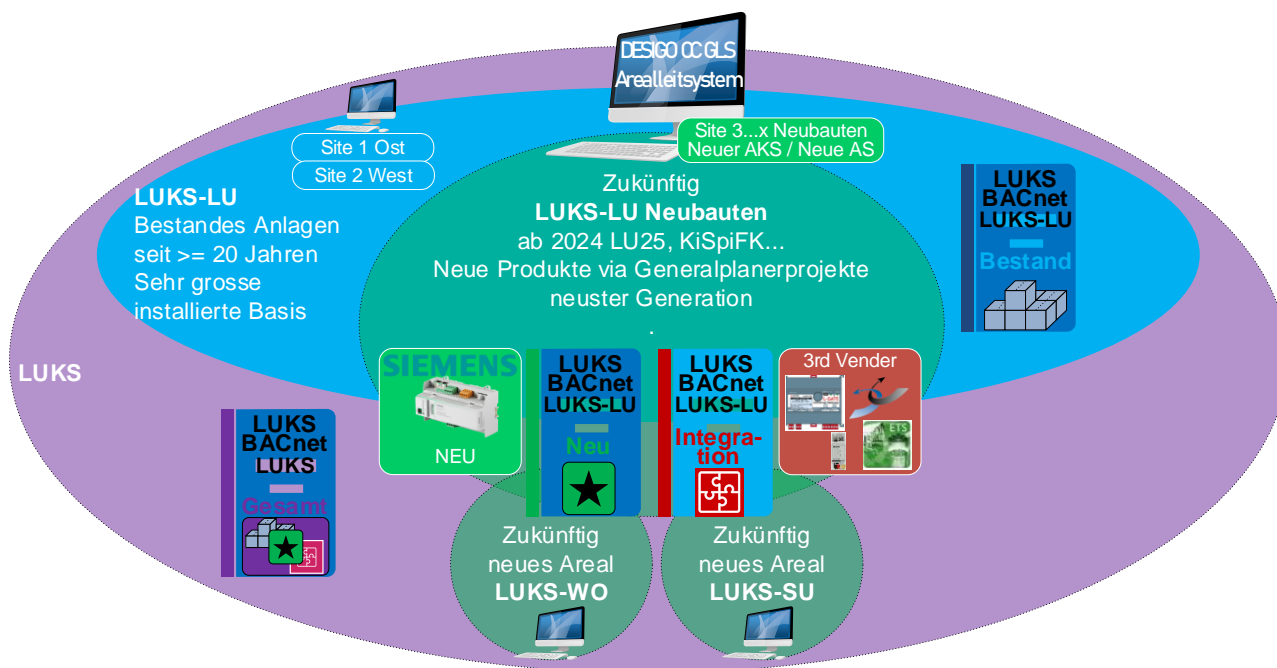 DESIGO CC GLS
Arealleitsystem
Site 3...x Neubauten
Neuer AKS / Neue AS
Site 1 Ost
Site 2 West
LUKS-LU
Bestandes Anlagen
seit >= 20 Jahren
Sehr grosse
installierte Basis
Zukünftig
LUKS-LU Neubauten
ab 2024 LU25, KiSpiFK...
Neue Produkte via Generalplanerprojekte
neuster Generation
.
LUKS
BACnet
LUKS-LU
Bestand
LUKS
SIEMENS
NEU
LUKS
BACnet
LUKS-LU
Neu
LUKS
BACnet
LUKS-LU
Integra-
tion
3rd Vender
ETS
LUKS
BACnet
LUKS
Gesamt
Zukünftig
neues Areal
LUKS-WO
Zukünftig
neues Areal
LUKS-SU